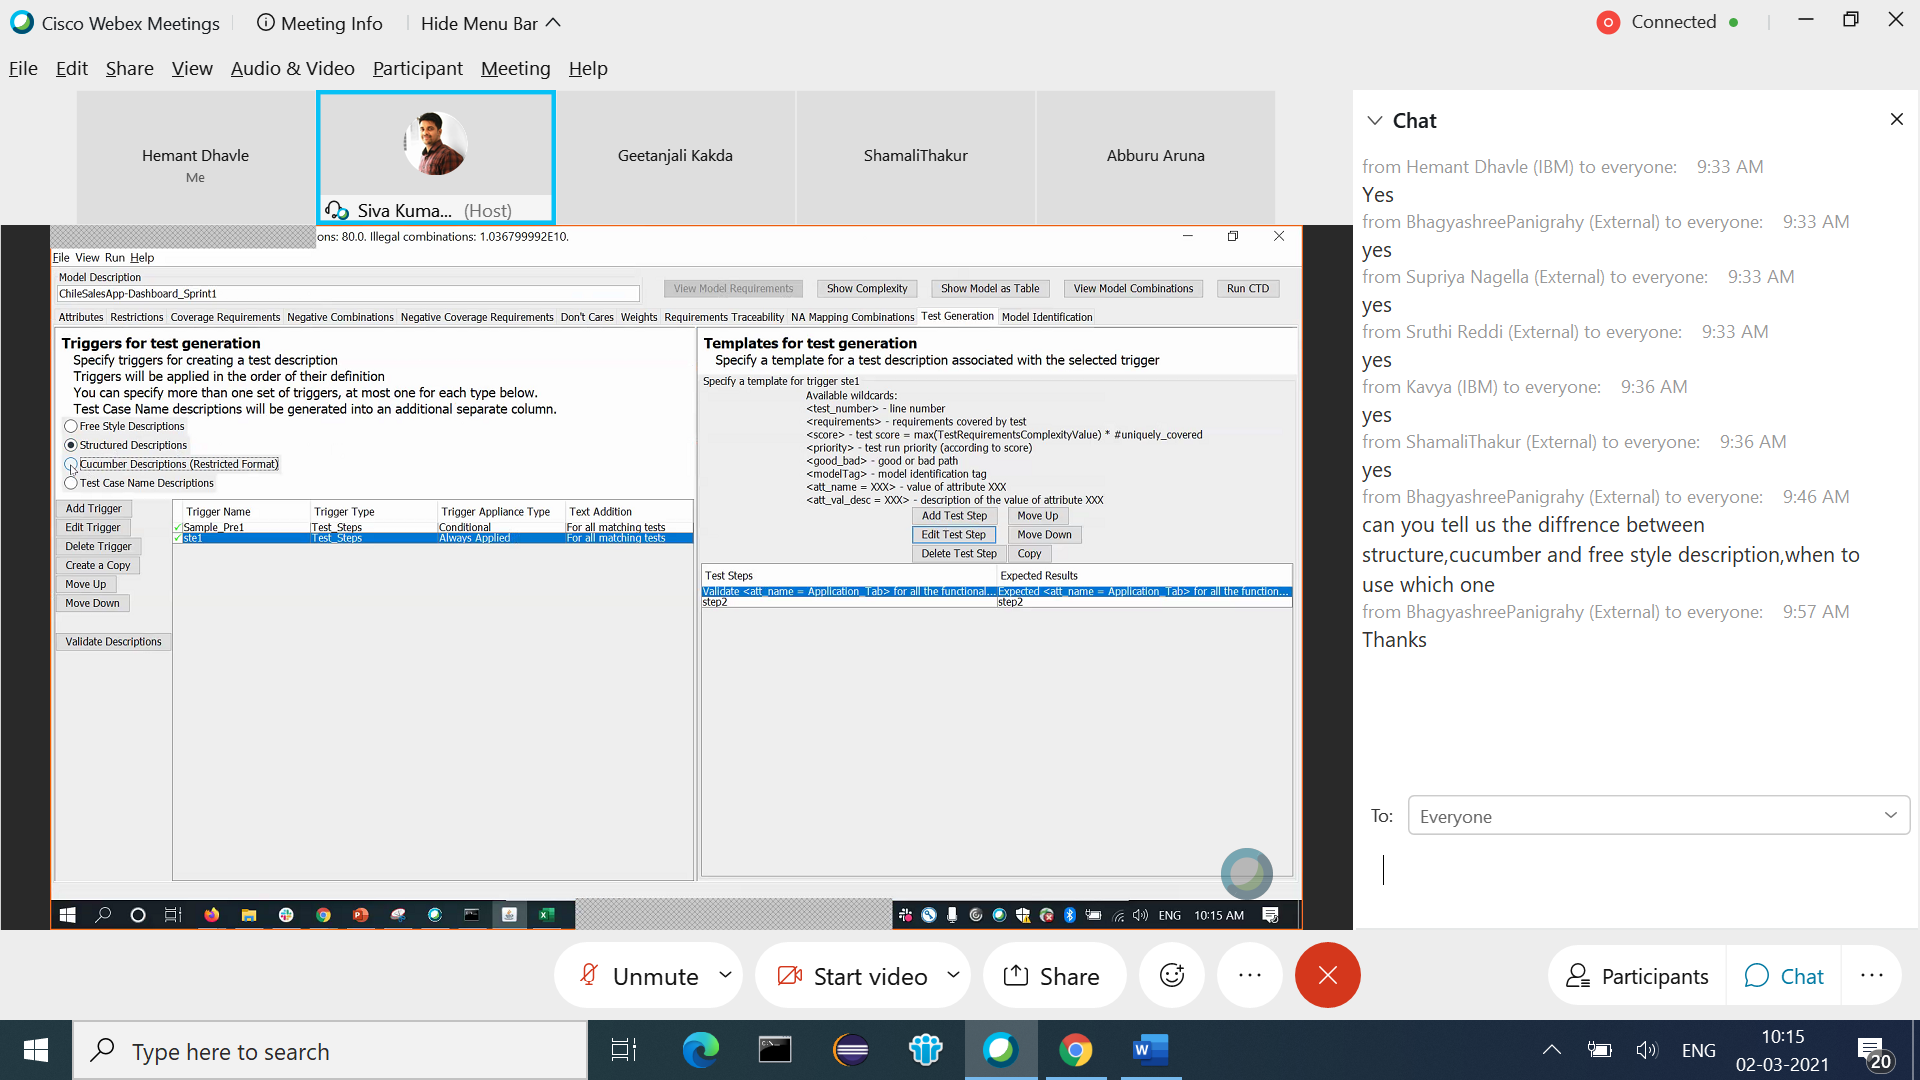 Cisco Webex Meetings
Meeting Info
Hide Menu Bar
Connected
File Edit Share View Audio & Video Participant Meeting Help
Hemant Dhavle
Me
Siva Kuma... (Host)
Geetanjali Kakda
ShamaliThakur
Abburu Aruna
ons: 80.0. Illegal combinations: 1.036799992E10.
File View Run Help
Model Description
ChileSalesApp-Dashboard_Sprint1
View Model Requirements Show Complexity Show Model as Table View Model Combinations Run CTD
Attributes Restrictions Coverage Requirements Negative Combinations Negative Coverage Requirements Don't Cares Weights Requirements Traceability NA Mapping Combinations Test Generation Model Identification
Triggers for test generation
Specify triggers for creating a test description
Triggers will be applied in the order of their definition
You can specify more than one set of triggers, at most one for each type below.
Test Case Name descriptions will be generated into an additional separate column.
Free Style Descriptions
Structured Descriptions
Cucumber Descriptions (Restricted Format)
Test Case Name Descriptions
Add Trigger
Edit Trigger
Delete Trigger
Create a Copy
Move Up
Move Down
Validate Descriptions
Trigger Name Trigger Type Trigger Appliance Type Text Addition
Sample_Pre1 Test_Steps Conditional For all matching tests
ste1 Test_Steps Always Applied For all matching tests
Templates for test generation
Specify a template for a test description associated with the selected trigger
Specify a template for trigger ste1
Available wildcards:
<test_number> - line number
<requirements> - requirements covered by test
<score> - test score = max(TestRequirementsComplexityValue) * #uniquely_covered
<priority> - test run priority (according to score)
<good_bad> - good or bad path
<modelTag> - model identification tag
<att_name = XXX> - value of attribute XXX
<att_val_desc = XXX> - description of the value of attribute XXX
Add Test Step Move Up
Edit Test Step Move Down
Delete Test Step Copy
Test Steps Expected Results
Validate <att_name = Application_Tab> for all the functional... Expected <att_name = Application_Tab> for all the function...
step2 step2
ENG 10:15 AM
Chat
from Hemant Dhavle (IBM) to everyone: 9:33 AM
Yes
from BhagyashreePanigrahy (External) to everyone: 9:33 AM
yes
from Supriya Nagella (External) to everyone: 9:33 AM
yes
from Sruthi Reddi (External) to everyone: 9:33 AM
yes
from Kavya (IBM) to everyone: 9:36 AM
yes
from ShamaliThakur (External) to everyone: 9:36 AM
yes
from BhagyashreePanigrahy (External) to everyone: 9:46 AM
can you tell us the diffrence between
structure,cucumber and free style description,when to
use which one
from BhagyashreePanigrahy (External) to everyone: 9:57 AM
Thanks
To: Everyone
Unmute Start video Share
Participants Chat
Type here to search
ENG
10:15
02-03-2021
20